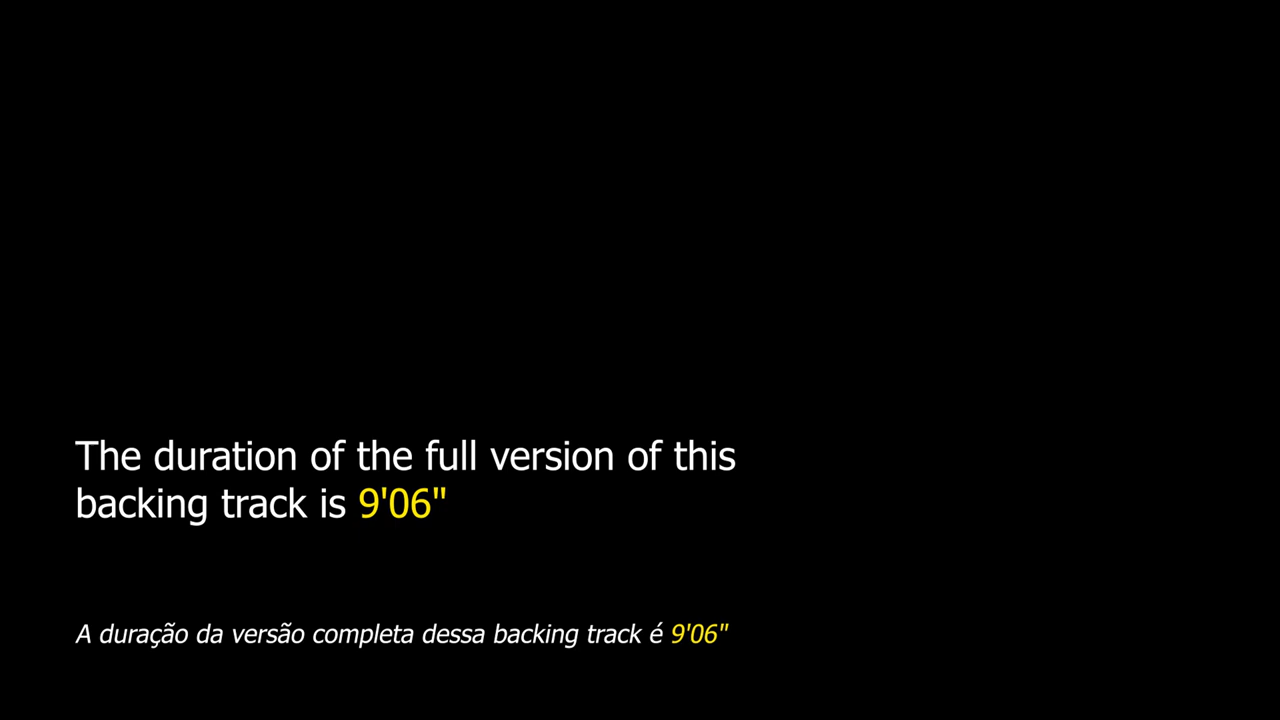 The duration of the full version of this
backing track is 9'06"
A duração da versão completa dessa backing track é 9'06"